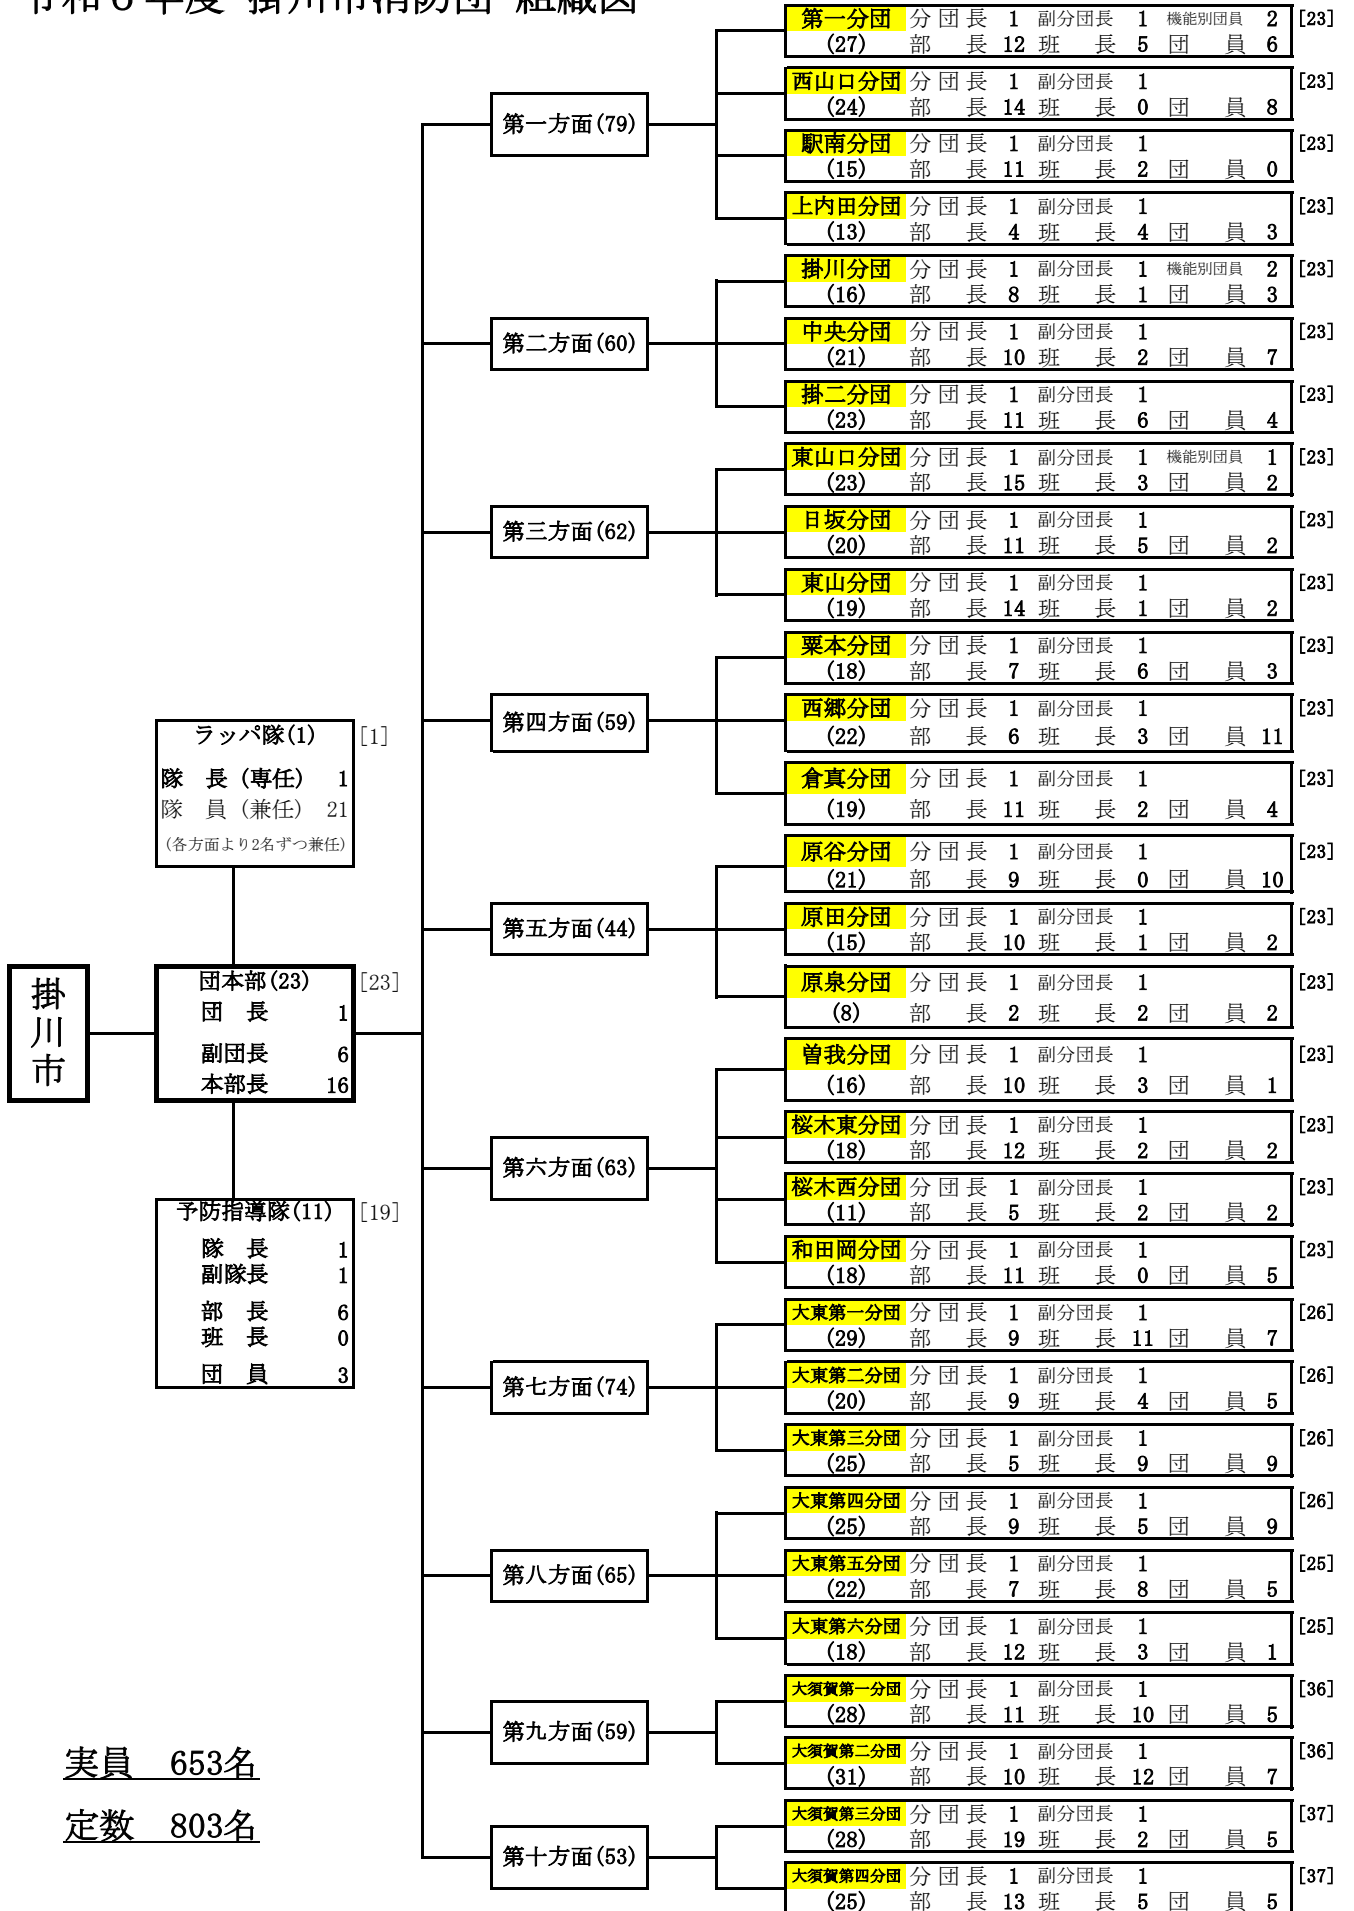 令和6年度 掛川市消防団 組織図
掛川市
ラッパ隊(1) [1]
隊 長(専任) 1
隊 員(兼任) 21
(各方面より2名ずつ兼任)
団本部(23) [23]
団 長 1
副団長 6
本部長 16
予防指導隊(11) [19]
隊 長 1
副隊長 1
部 長 6
班 長 0
団 員 3
実員 653名
定数 803名
第一方面(79)
第一分団 分団長 1 副分団長 1 機能別団員 2 [23]
(27) 部 長 12 班 長 5 団 員 6
西山口分団 分団長 1 副分団長 1 [23]
(24) 部 長 14 班 長 0 団 員 8
駅南分団 分団長 1 副分団長 1 [23]
(15) 部 長 11 班 長 2 団 員 0
上内田分団 分団長 1 副分団長 1 [23]
(13) 部 長 4 班 長 4 団 員 3
第二方面(60)
掛川分団 分団長 1 副分団長 1 機能別団員 2 [23]
(16) 部 長 8 班 長 1 団 員 3
中央分団 分団長 1 副分団長 1 [23]
(21) 部 長 10 班 長 2 団 員 7
掛二分団 分団長 1 副分団長 1 [23]
(23) 部 長 11 班 長 6 団 員 4
第三方面(62)
東山口分団 分団長 1 副分団長 1 機能別団員 1 [23]
(23) 部 長 15 班 長 3 団 員 2
日坂分団 分団長 1 副分団長 1 [23]
(20) 部 長 11 班 長 5 団 員 2
東山分団 分団長 1 副分団長 1 [23]
(19) 部 長 14 班 長 1 団 員 2
第四方面(59)
粟本分団 分団長 1 副分団長 1 [23]
(18) 部 長 7 班 長 6 団 員 3
西郷分団 分団長 1 副分団長 1 [23]
(22) 部 長 6 班 長 3 団 員 11
倉真分団 分団長 1 副分団長 1 [23]
(19) 部 長 11 班 長 2 団 員 4
第五方面(44)
原谷分団 分団長 1 副分団長 1 [23]
(21) 部 長 9 班 長 0 団 員 10
原田分団 分団長 1 副分団長 1 [23]
(15) 部 長 10 班 長 1 団 員 2
原泉分団 分団長 1 副分団長 1 [23]
(8) 部 長 2 班 長 2 団 員 2
第六方面(63)
曽我分団 分団長 1 副分団長 1 [23]
(16) 部 長 10 班 長 3 団 員 1
桜木東分団 分団長 1 副分団長 1 [23]
(18) 部 長 12 班 長 2 団 員 2
桜木西分団 分団長 1 副分団長 1 [23]
(11) 部 長 5 班 長 2 団 員 2
和田岡分団 分団長 1 副分団長 1 [23]
(18) 部 長 11 班 長 0 団 員 5
第七方面(74)
大東第一分団 分団長 1 副分団長 1 [26]
(29) 部 長 9 班 長 11 団 員 7
大東第二分団 分団長 1 副分団長 1 [26]
(20) 部 長 9 班 長 4 団 員 5
大東第三分団 分団長 1 副分団長 1 [26]
(25) 部 長 5 班 長 9 団 員 9
第八方面(65)
大東第四分団 分団長 1 副分団長 1 [26]
(25) 部 長 9 班 長 5 団 員 9
大東第五分団 分団長 1 副分団長 1 [25]
(22) 部 長 7 班 長 8 団 員 5
大東第六分団 分団長 1 副分団長 1 [25]
(18) 部 長 12 班 長 3 団 員 1
第九方面(59)
大須賀第一分団 分団長 1 副分団長 1 [36]
(28) 部 長 11 班 長 10 団 員 5
大須賀第二分団 分団長 1 副分団長 1 [36]
(31) 部 長 10 班 長 12 団 員 7
第十方面(53)
大須賀第三分団 分団長 1 副分団長 1 [37]
(28) 部 長 19 班 長 2 団 員 5
大須賀第四分団 分団長 1 副分団長 1 [37]
(25) 部 長 13 班 長 5 団 員 5